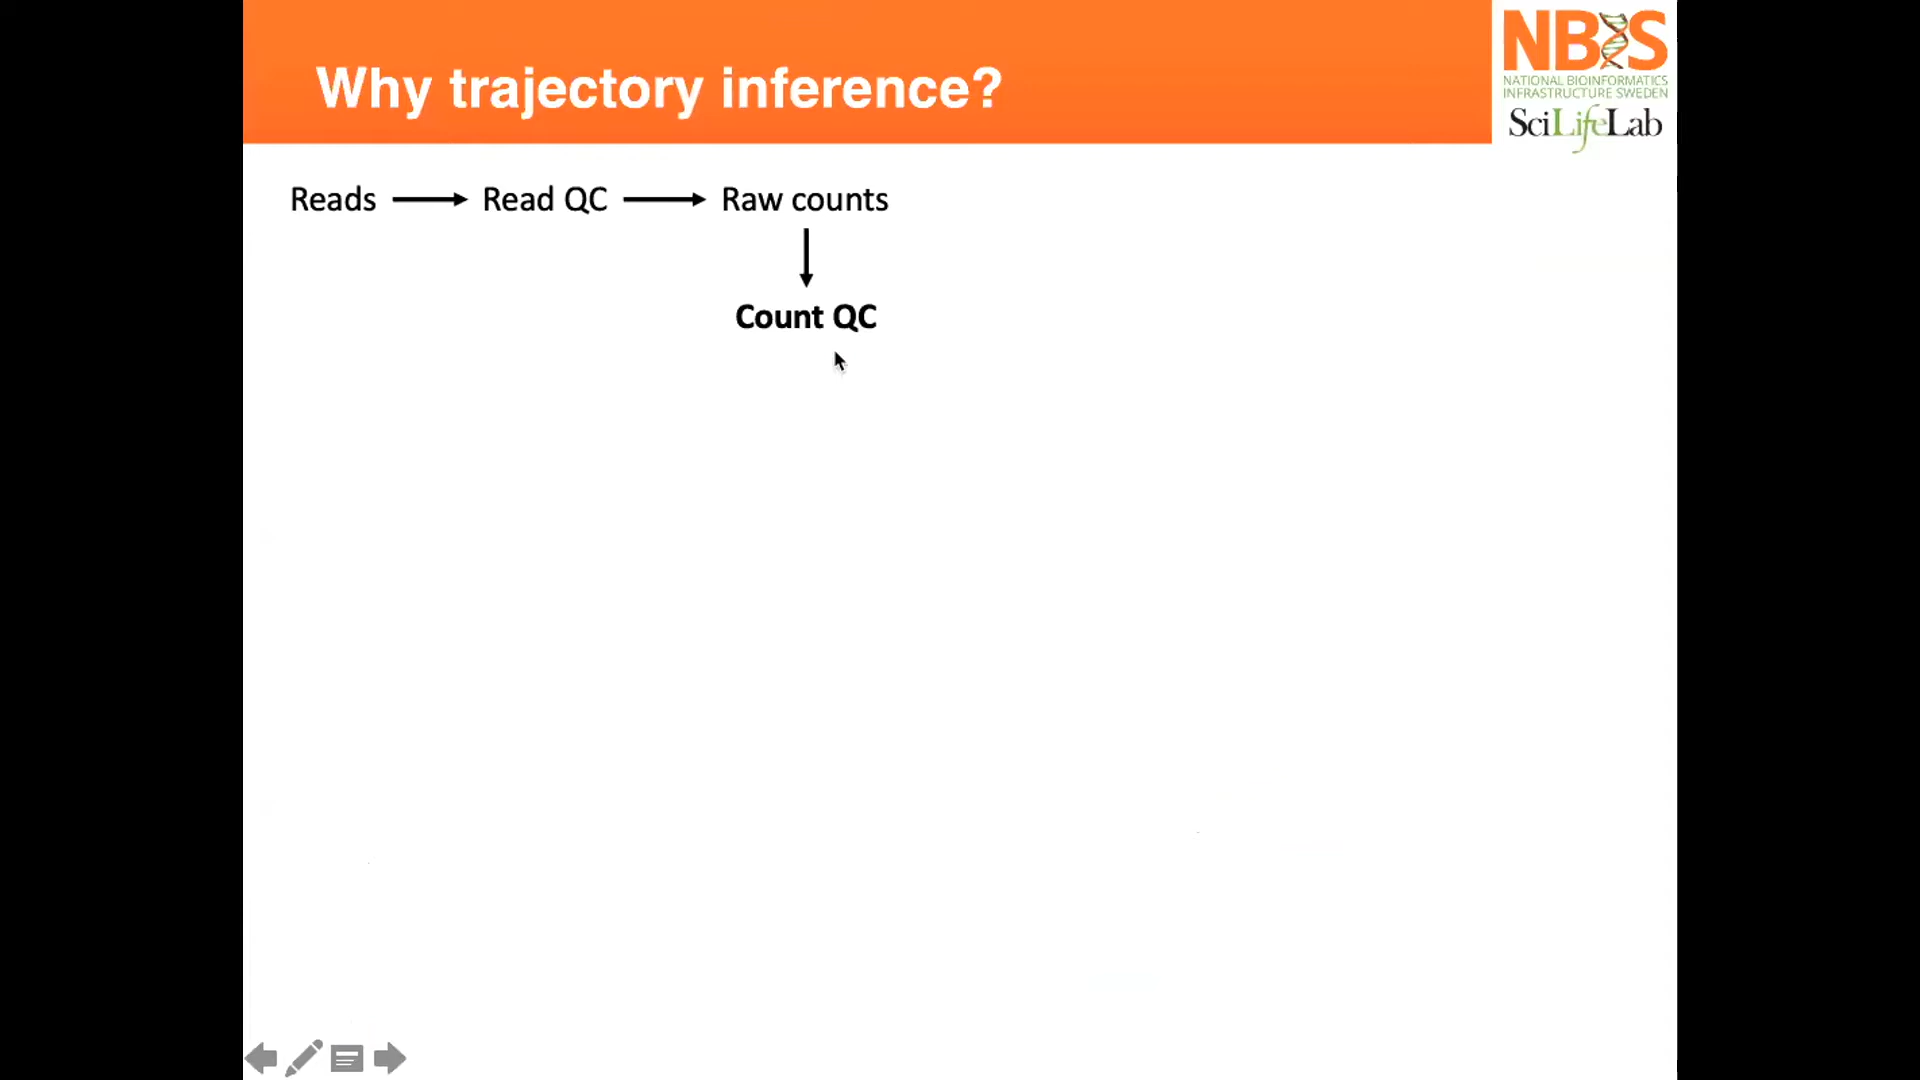 Why trajectory inference?
NBIS
NATIONAL BIOINFORMATICS
INFRASTRUCTURE SWEDEN
SciLifeLab
Reads Read QC Raw counts
Count QC